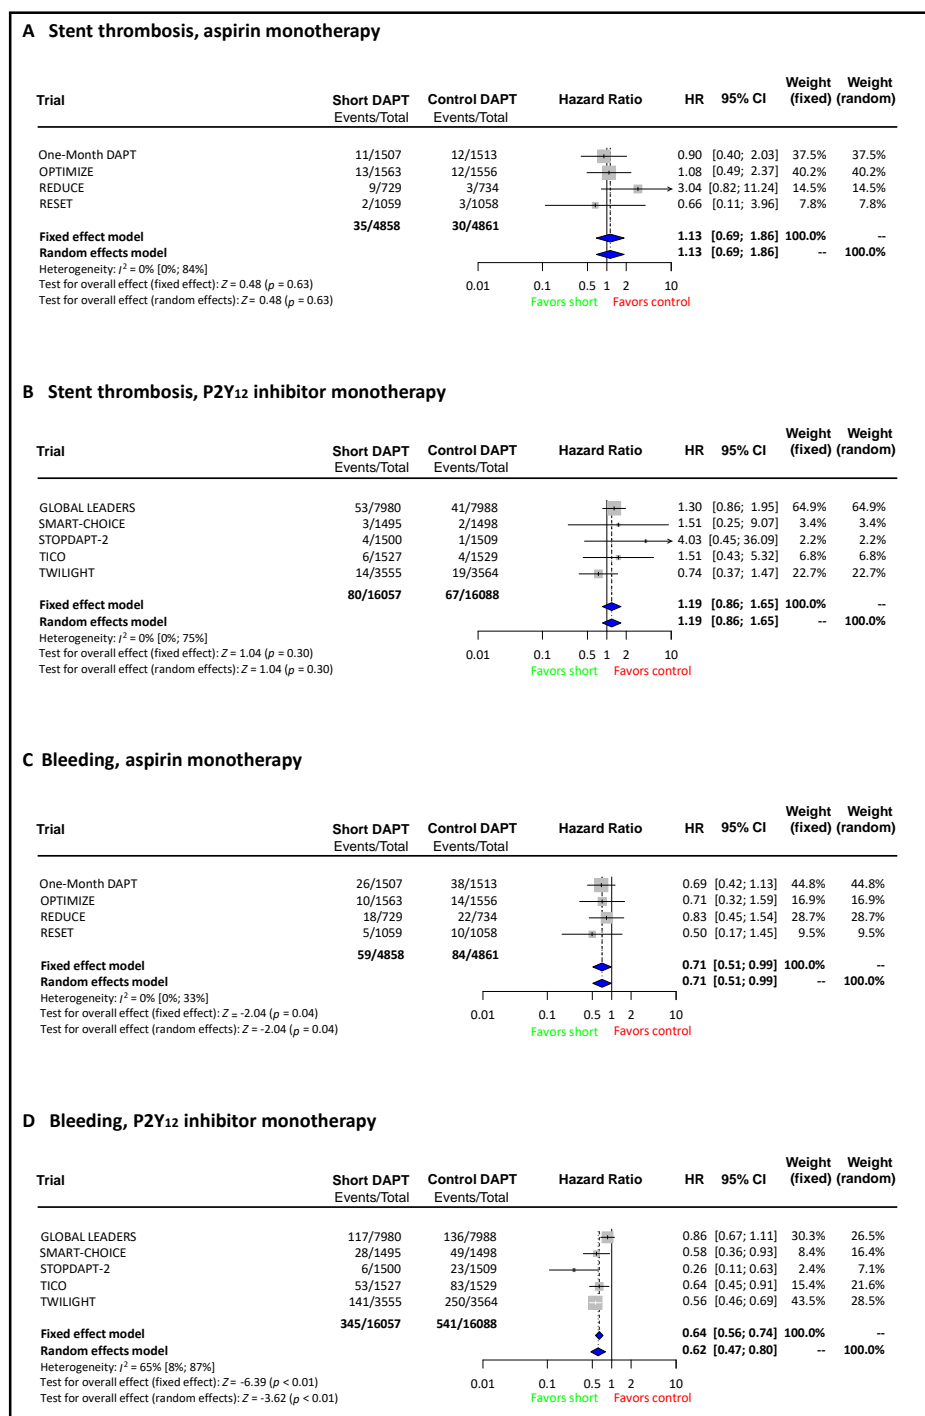 A Stent thrombosis, aspirin monotherapy
Weight Weight
Trial Short DAPT Control DAPT Hazard Ratio HR 95% CI (fixed) (random)
Events/Total Events/Total
One-Month DAPT 11/1507 12/1513 0.90 [0.40; 2.03] 37.5% 37.5%
OPTIMIZE 13/1563 12/1556 1.08 [0.49; 2.37] 40.2% 40.2%
REDUCE 9/729 3/734 3.04 [0.82; 11.24] 14.5% 14.5%
RESET 2/1059 3/1058 0.66 [0.11; 3.96] 7.8% 7.8%
35/4858 30/4861
Fixed effect model 1.13 [0.69; 1.86] 100.0% --
Random effects model 1.13 [0.69; 1.86] -- 100.0%
Heterogeneity: I² = 0% [0%; 84%]
Test for overall effect (fixed effect): Z = 0.48 (p = 0.63)
Test for overall effect (random effects): Z = 0.48 (p = 0.63)
0.01 0.1 0.5 1 2 10
Favors short Favors control
B Stent thrombosis, P2Y₁₂ inhibitor monotherapy
Weight Weight
Trial Short DAPT Control DAPT Hazard Ratio HR 95% CI (fixed) (random)
Events/Total Events/Total
GLOBAL LEADERS 53/7980 41/7988 1.30 [0.86; 1.95] 64.9% 64.9%
SMART-CHOICE 3/1495 2/1498 1.51 [0.25; 9.07] 3.4% 3.4%
STOPDAPT-2 4/1500 1/1509 4.03 [0.45; 36.09] 2.2% 2.2%
TICO 6/1527 4/1529 1.51 [0.43; 5.32] 6.8% 6.8%
TWILIGHT 14/3555 19/3564 0.74 [0.37; 1.47] 22.7% 22.7%
80/16057 67/16088
Fixed effect model 1.19 [0.86; 1.65] 100.0% --
Random effects model 1.19 [0.86; 1.65] -- 100.0%
Heterogeneity: I² = 0% [0%; 75%]
Test for overall effect (fixed effect): Z = 1.04 (p = 0.30)
Test for overall effect (random effects): Z = 1.04 (p = 0.30)
0.01 0.1 0.5 1 2 10
Favors short Favors control
C Bleeding, aspirin monotherapy
Weight Weight
Trial Short DAPT Control DAPT Hazard Ratio HR 95% CI (fixed) (random)
Events/Total Events/Total
One-Month DAPT 26/1507 38/1513 0.69 [0.42; 1.13] 44.8% 44.8%
OPTIMIZE 10/1563 14/1556 0.71 [0.32; 1.59] 16.9% 16.9%
REDUCE 18/729 22/734 0.83 [0.45; 1.54] 28.7% 28.7%
RESET 5/1059 10/1058 0.50 [0.17; 1.45] 9.5% 9.5%
59/4858 84/4861
Fixed effect model 0.71 [0.51; 0.99] 100.0% --
Random effects model 0.71 [0.51; 0.99] -- 100.0%
Heterogeneity: I² = 0% [0%; 33%]
Test for overall effect (fixed effect): Z = -2.04 (p = 0.04)
Test for overall effect (random effects): Z = -2.04 (p = 0.04)
0.01 0.1 0.5 1 2 10
Favors short Favors control
D Bleeding, P2Y₁₂ inhibitor monotherapy
Weight Weight
Trial Short DAPT Control DAPT Hazard Ratio HR 95% CI (fixed) (random)
Events/Total Events/Total
GLOBAL LEADERS 117/7980 136/7988 0.86 [0.67; 1.11] 30.3% 26.5%
SMART-CHOICE 28/1495 49/1498 0.58 [0.36; 0.93] 8.4% 16.4%
STOPDAPT-2 6/1500 23/1509 0.26 [0.11; 0.63] 2.4% 7.1%
TICO 53/1527 83/1529 0.64 [0.45; 0.91] 15.4% 21.6%
TWILIGHT 141/3555 250/3564 0.56 [0.46; 0.69] 43.5% 28.5%
345/16057 541/16088
Fixed effect model 0.64 [0.56; 0.74] 100.0% --
Random effects model 0.62 [0.47; 0.80] -- 100.0%
Heterogeneity: I² = 65% [8%; 87%]
Test for overall effect (fixed effect): Z = -6.39 (p < 0.01)
Test for overall effect (random effects): Z = -3.62 (p < 0.01)
0.01 0.1 0.5 1 2 10
Favors short Favors control